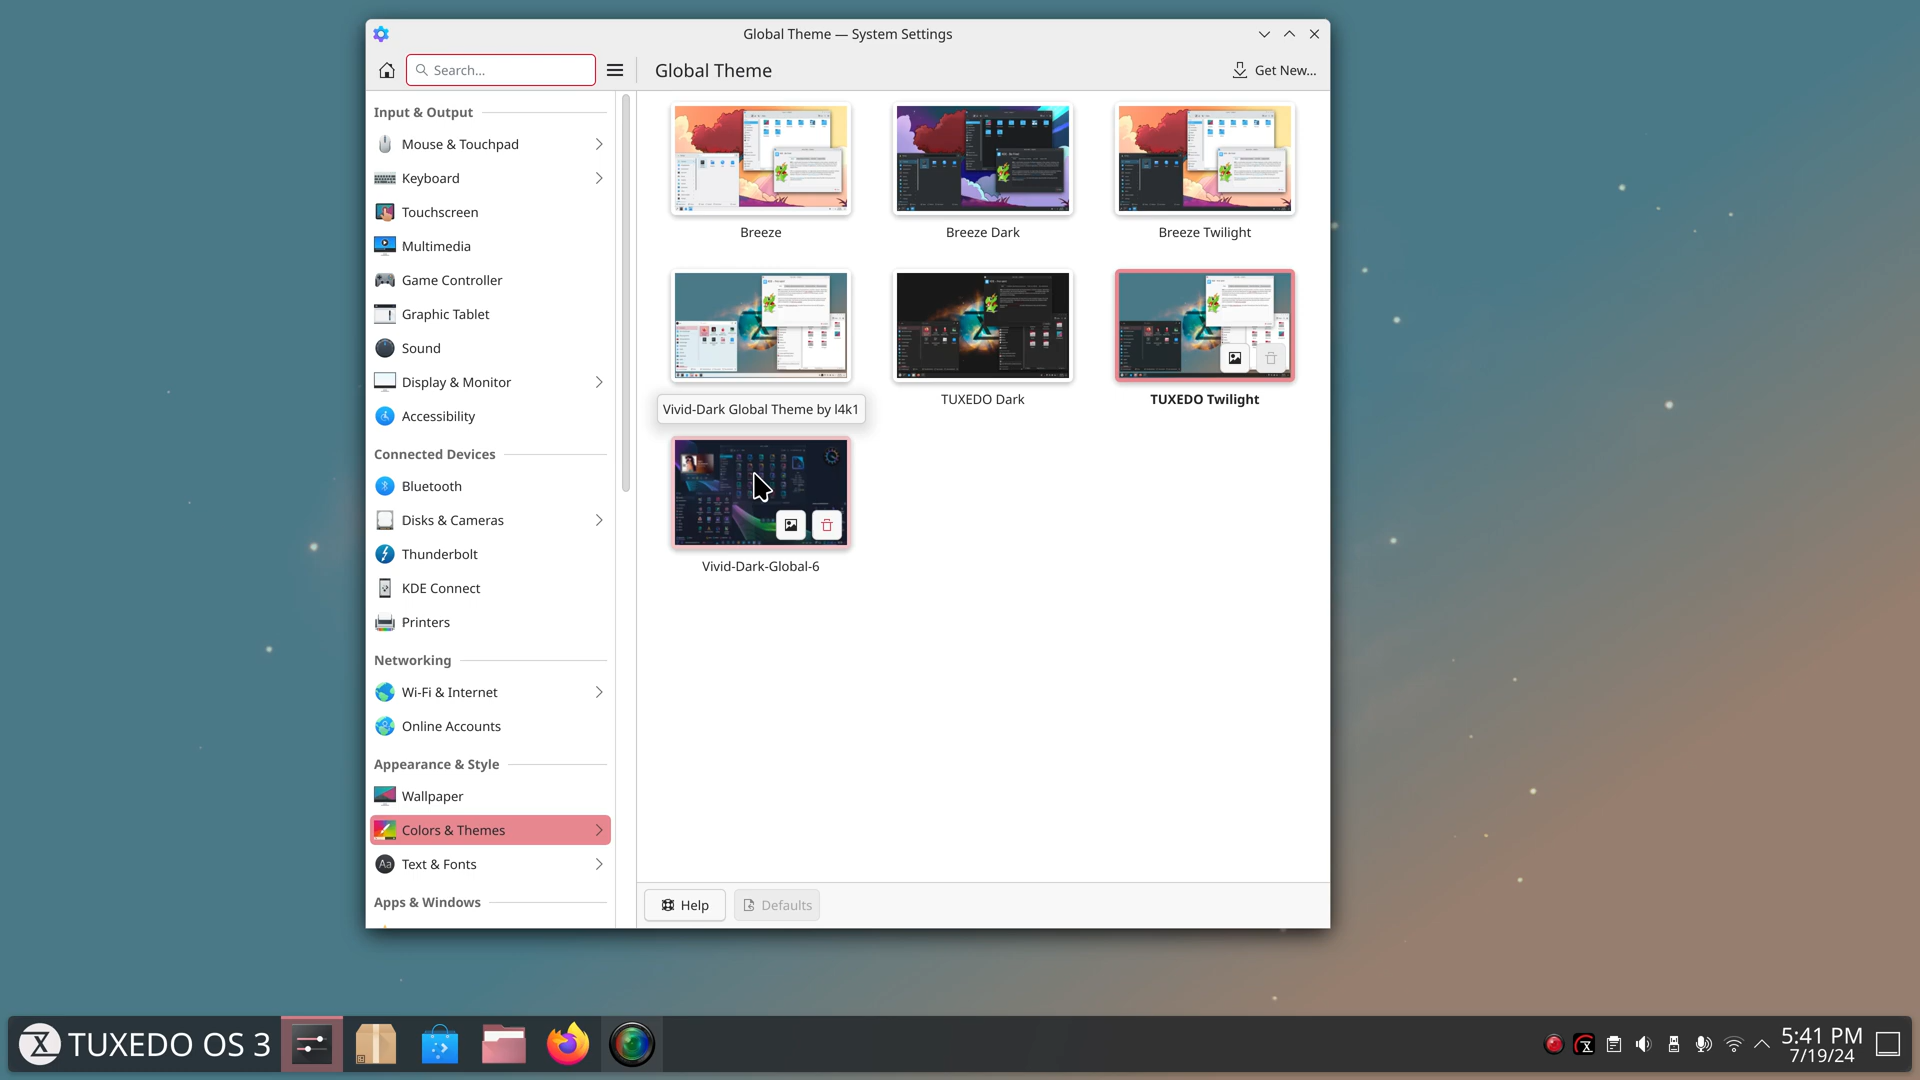 Global Theme — System Settings
Search...
Global Theme
Get New...
Input & Output
Mouse & Touchpad
Keyboard
Touchscreen
Multimedia
Game Controller
Graphic Tablet
Sound
Display & Monitor
Accessibility
Connected Devices
Bluetooth
Disks & Cameras
Thunderbolt
KDE Connect
Printers
Networking
Wi-Fi & Internet
Online Accounts
Appearance & Style
Wallpaper
Colors & Themes
Aa Text & Fonts
Apps & Windows
Breeze
Breeze Dark
Breeze Twilight
TUXEDO Dark
TUXEDO Twilight
Vivid-Dark Global Theme by l4k1
Vivid-Dark-Global-6
Help
Defaults
TUXEDO OS 3
5:41 PM
7/19/24